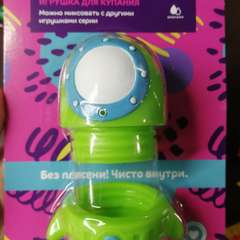 ИГРУШКА ДЛЯ КУПАНИЯ
Можно миксовать с другими
игрушками серии
Без плесени! Чисто внутри.